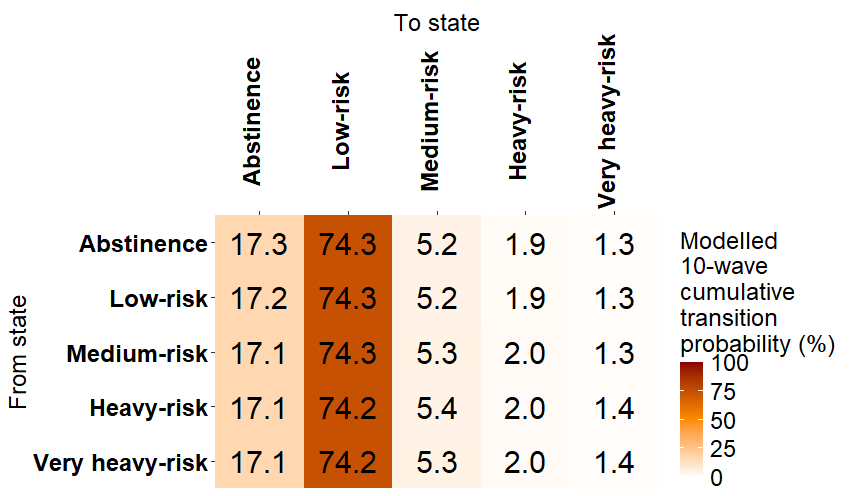 To state
Abstinence Low-risk Medium-risk Heavy-risk Very heavy-risk
From state
Abstinence 17.3 74.3 5.2 1.9 1.3
Low-risk 17.2 74.3 5.2 1.9 1.3
Medium-risk 17.1 74.3 5.3 2.0 1.3
Heavy-risk 17.1 74.2 5.4 2.0 1.4
Very heavy-risk 17.1 74.2 5.3 2.0 1.4
Modelled
10-wave
cumulative
transition
probability (%)
100
75
50
25
0